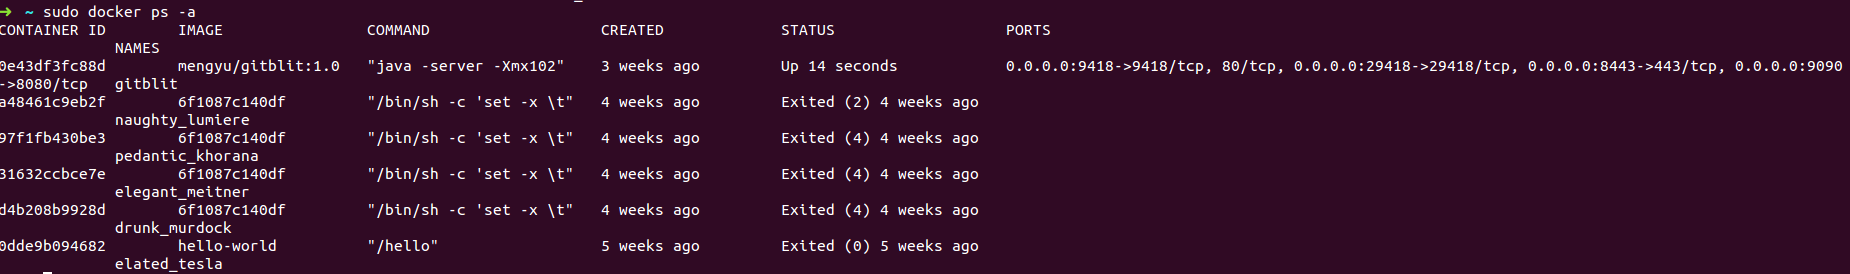 → ~ sudo docker ps -a
CONTAINER ID        IMAGE               COMMAND                  CREATED             STATUS                   PORTS
             NAMES
0e43df3fc88d        mengyu/gitblit:1.0   "java -server -Xmx102"    3 weeks ago         Up 14 seconds            0.0.0.0:9418->9418/tcp, 80/tcp, 0.0.0.0:29418->29418/tcp, 0.0.0.0:8443->443/tcp, 0.0.0.0:9090
->8080/tcp   gitblit
a48461c9eb2f        6f1087c140df        "/bin/sh -c 'set -x \t"   4 weeks ago         Exited (2) 4 weeks ago
             naughty_lumiere
97f1fb430be3        6f1087c140df        "/bin/sh -c 'set -x \t"   4 weeks ago         Exited (4) 4 weeks ago
             pedantic_khorana
31632ccbce7e        6f1087c140df        "/bin/sh -c 'set -x \t"   4 weeks ago         Exited (4) 4 weeks ago
             elegant_meitner
d4b208b9928d        6f1087c140df        "/bin/sh -c 'set -x \t"   4 weeks ago         Exited (4) 4 weeks ago
             drunk_murdock
0dde9b094682        hello-world         "/hello"                 5 weeks ago         Exited (0) 5 weeks ago
             elated_tesla